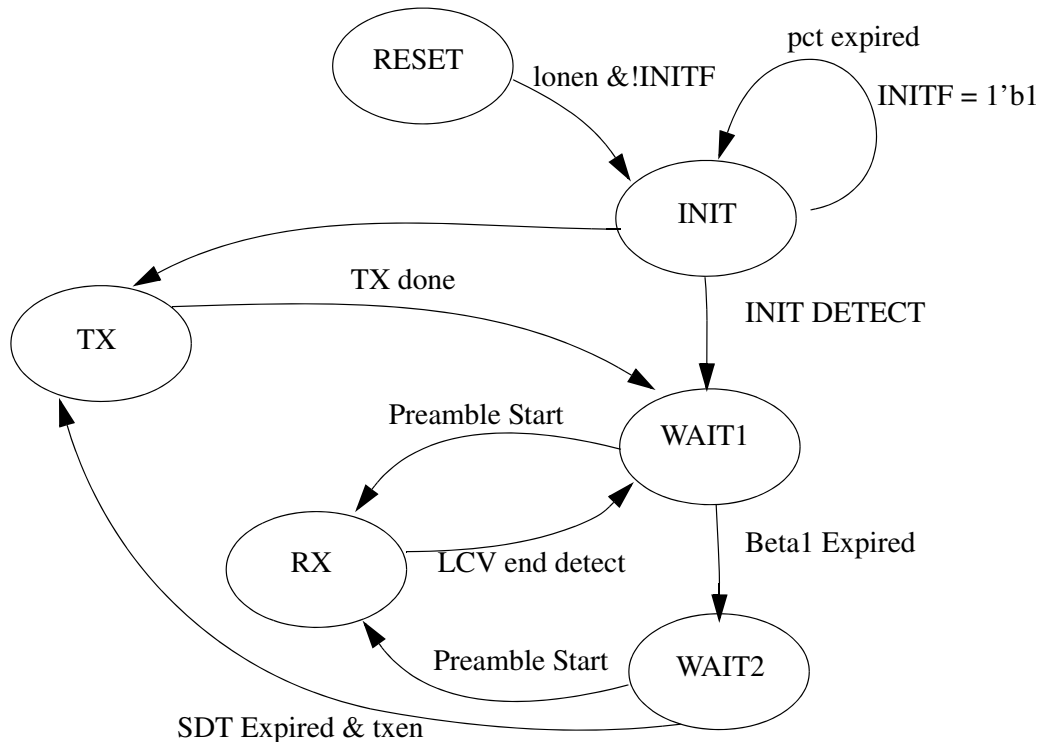 pct expired
RESET
lonen &!INITF
INITF = 1'b1
INIT
TX done
INIT DETECT
TX
Preamble Start
WAIT1
Beta1 Expired
RX
LCV end detect
Preamble Start
WAIT2
SDT Expired & txen